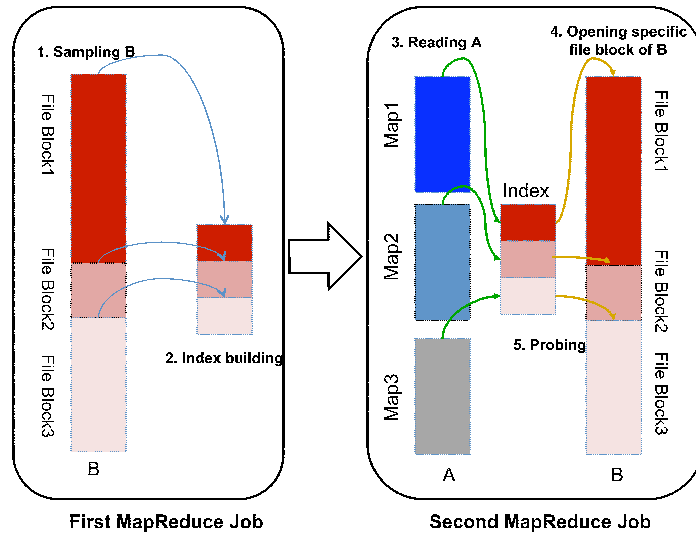 1. Sampling B
File Block1
File Block2
File Block3
2. Index building
B
First MapReduce Job
3. Reading A
4. Opening specific
file block of B
Map1
Map2
Map3
Index
File Block1
File Block2
File Block3
5. Probing
A
B
Second MapReduce Job